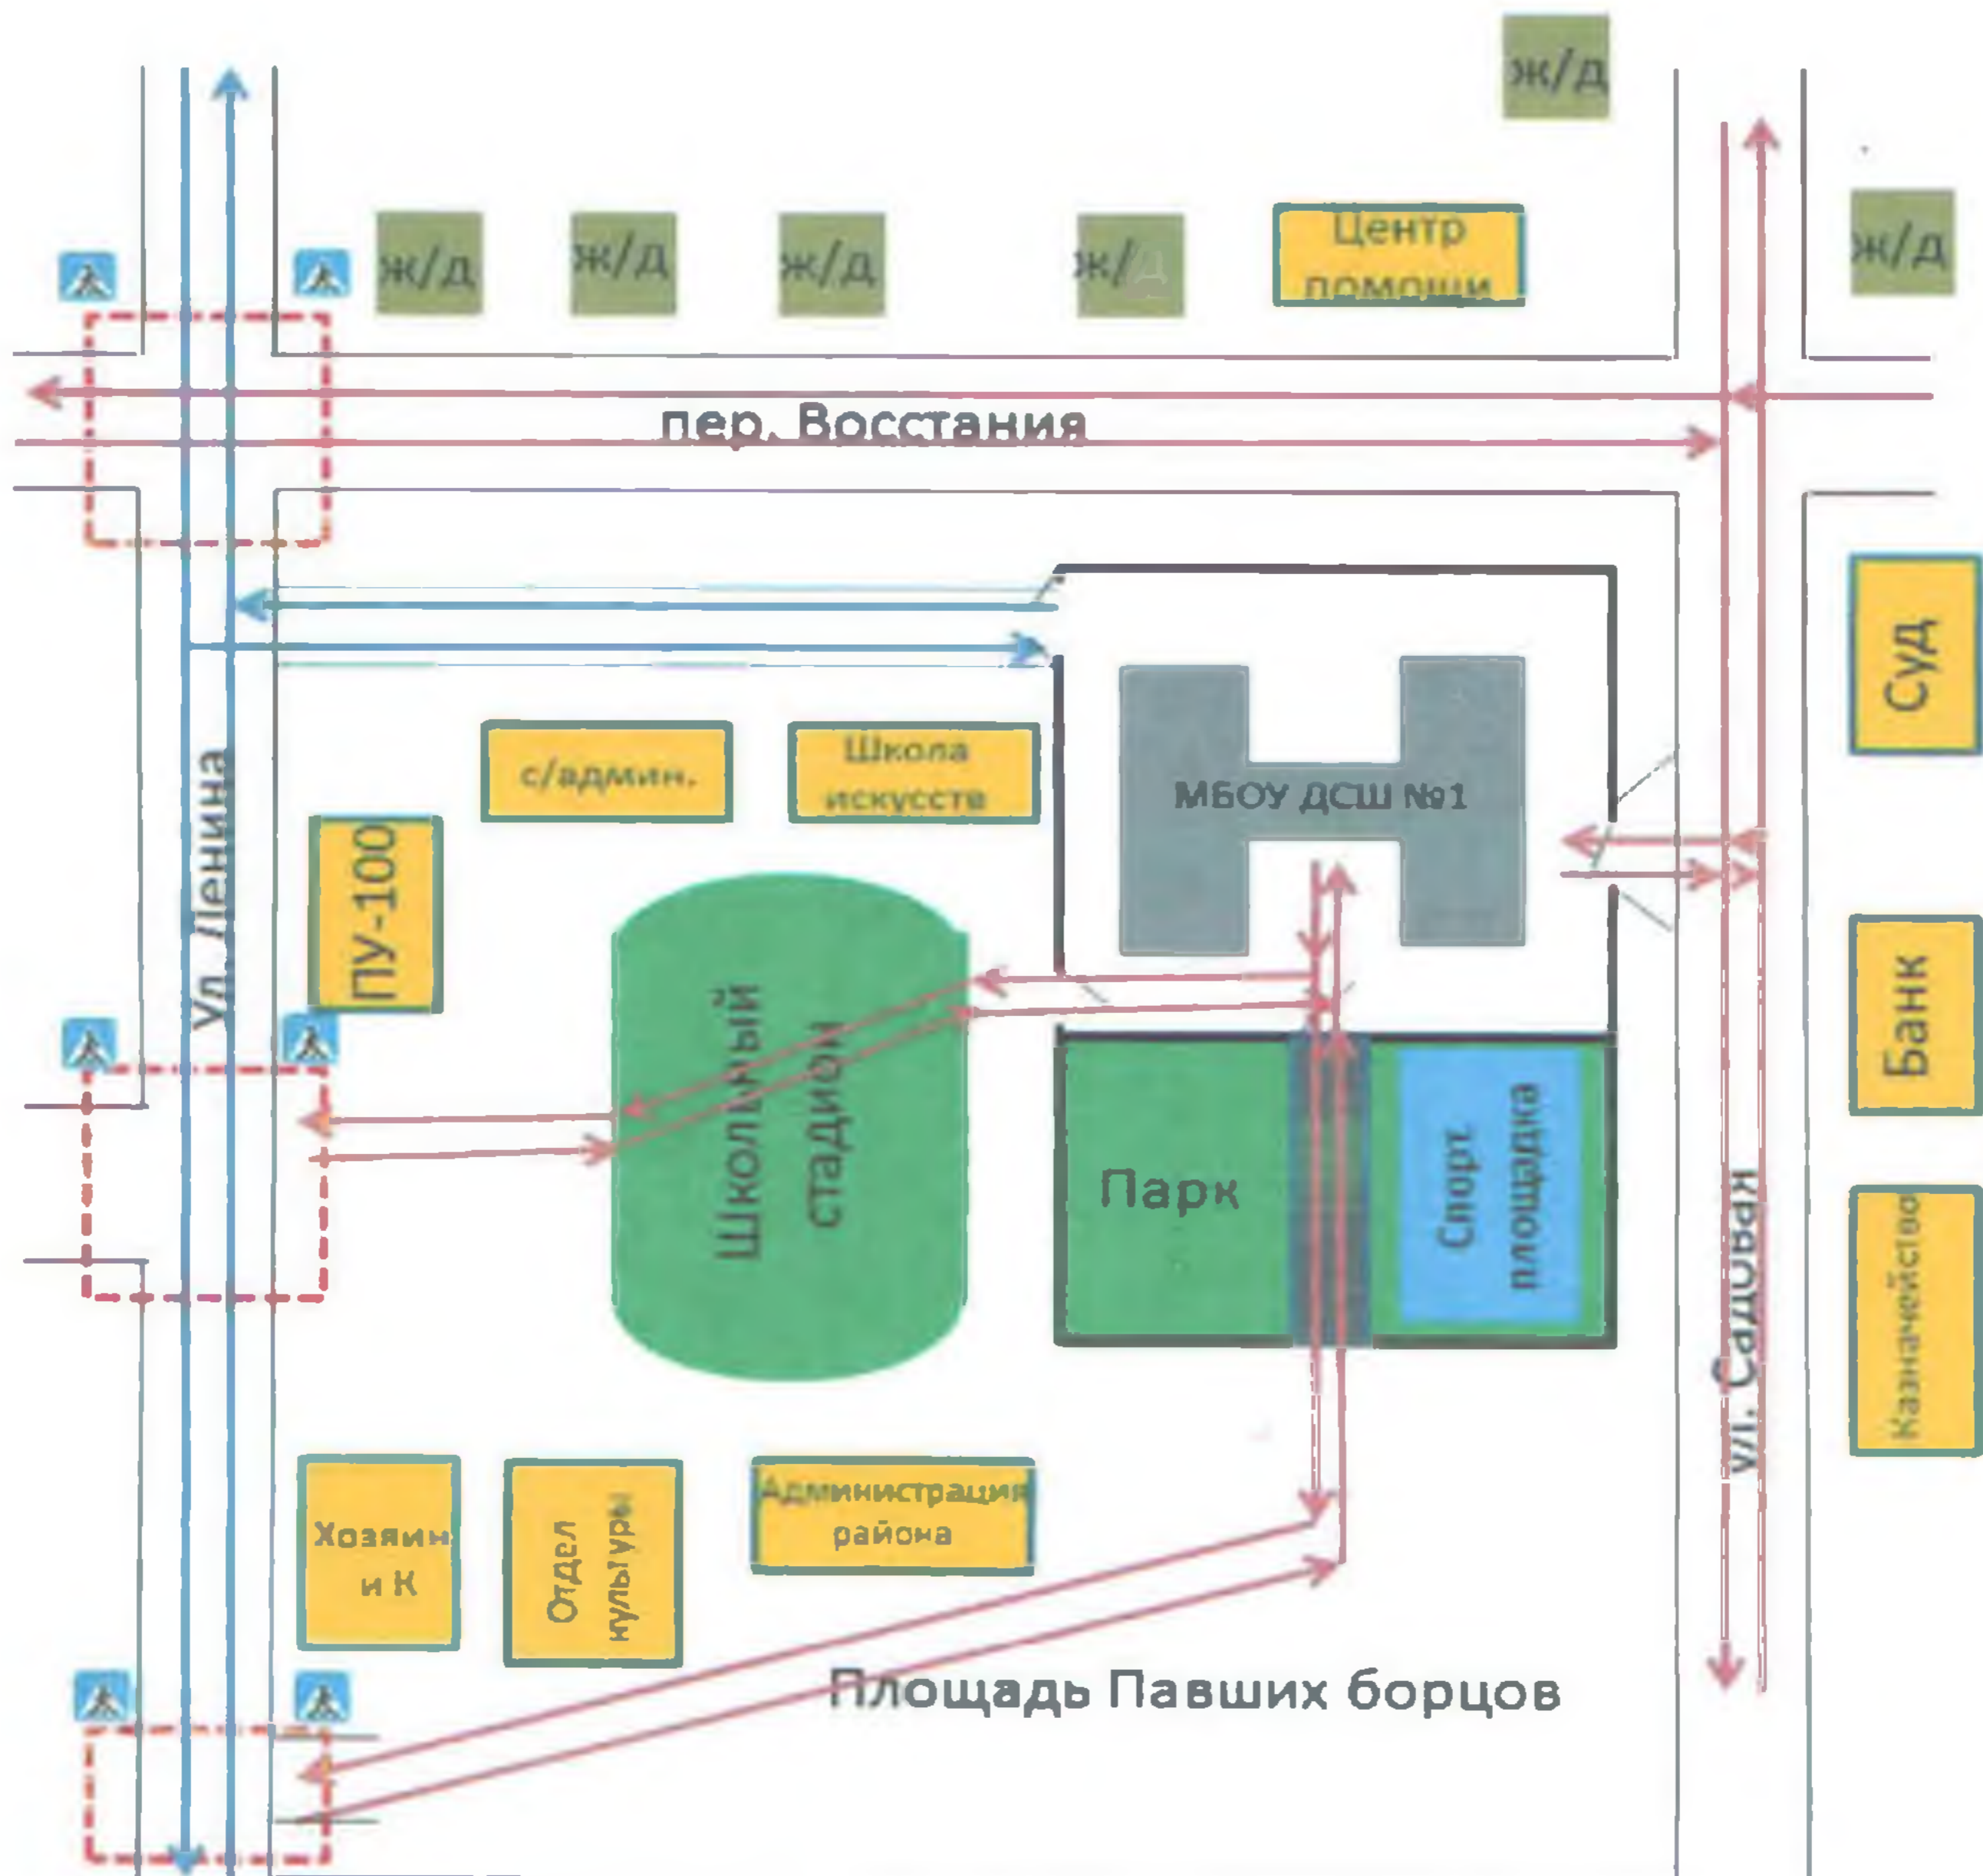 ж/д
ж/д
ж/д
ж/д
ж/д
Центр
помощи
ж/д
пер. Восстания
Суд
с/админ.
Школа
искусств
МБОУ ДСШ №1
Ул. Ленина
ПУ-100
Банк
Школьный
стадион
Парк
Спорт.
площадка
ул. Садовая
Казначейство
Хозяин
и К
Отдел
культуры
Администрация
района
Площадь Павших борцов